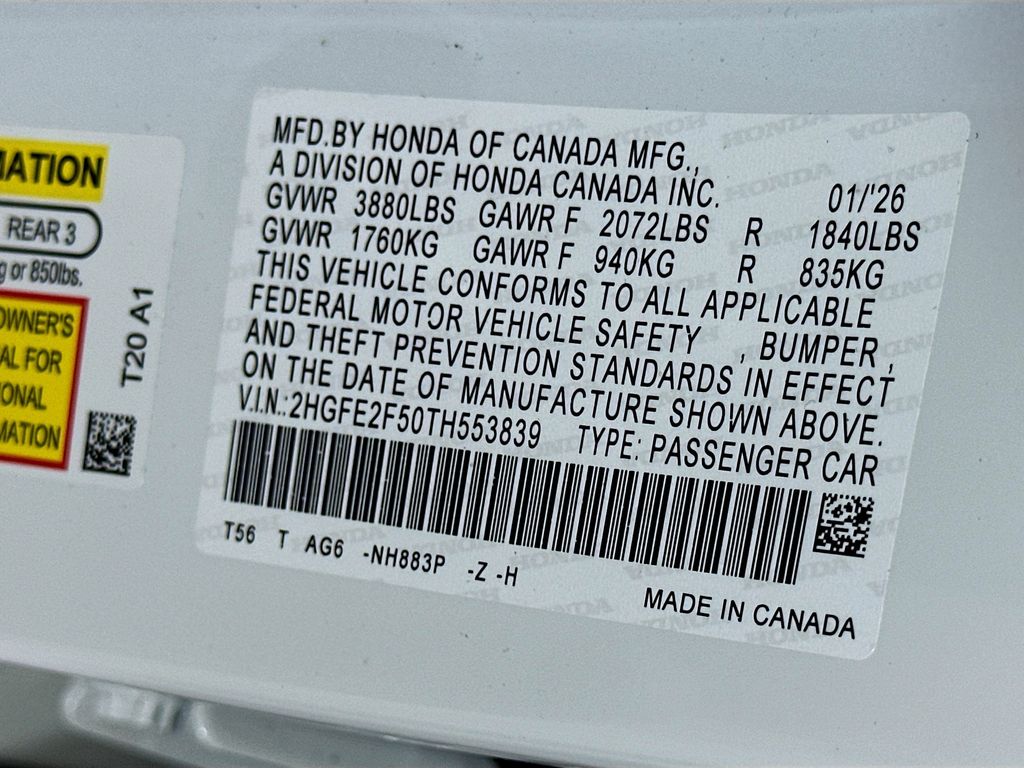 MATION
REAR 3
g or 850lbs.
OWNER'S
AL FOR
IONAL
MATION
T20 A1
MFD.BY HONDA OF CANADA MFG.,
A DIVISION OF HONDA CANADA INC. 01/'26
GVWR 3880LBS GAWR F 2072LBS R 1840LBS
GVWR 1760KG GAWR F 940KG R 835KG
THIS VEHICLE CONFORMS TO ALL APPLICABLE
FEDERAL MOTOR VEHICLE SAFETY , BUMPER ,
AND THEFT PREVENTION STANDARDS IN EFFECT
ON THE DATE OF MANUFACTURE SHOWN ABOVE.
V.I.N.:2HGFE2F50TH553839 TYPE: PASSENGER CAR
T56 T AG6 -NH883P -Z -H
MADE IN CANADA